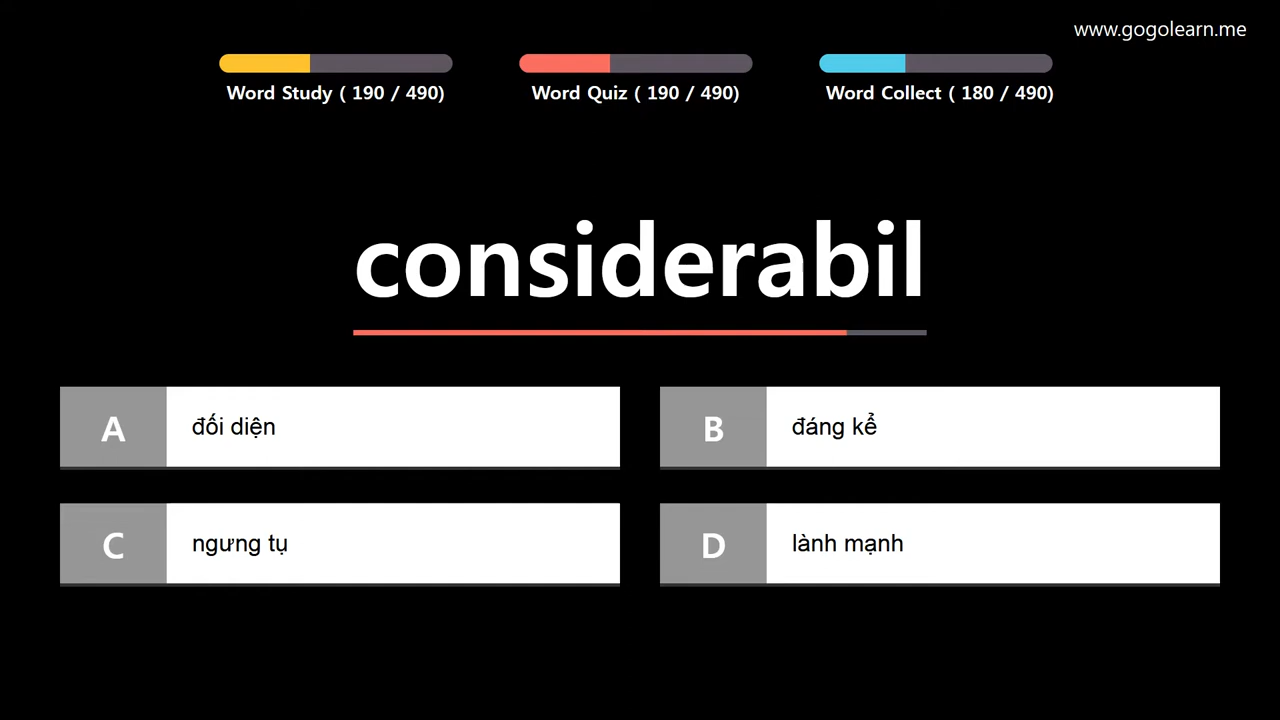 www.gogolearn.me
Word Study ( 190 / 490)
Word Quiz ( 190 / 490)
Word Collect ( 180 / 490)
considerabil
A
đối diện
B
đáng kể
C
ngưng tụ
D
lành mạnh